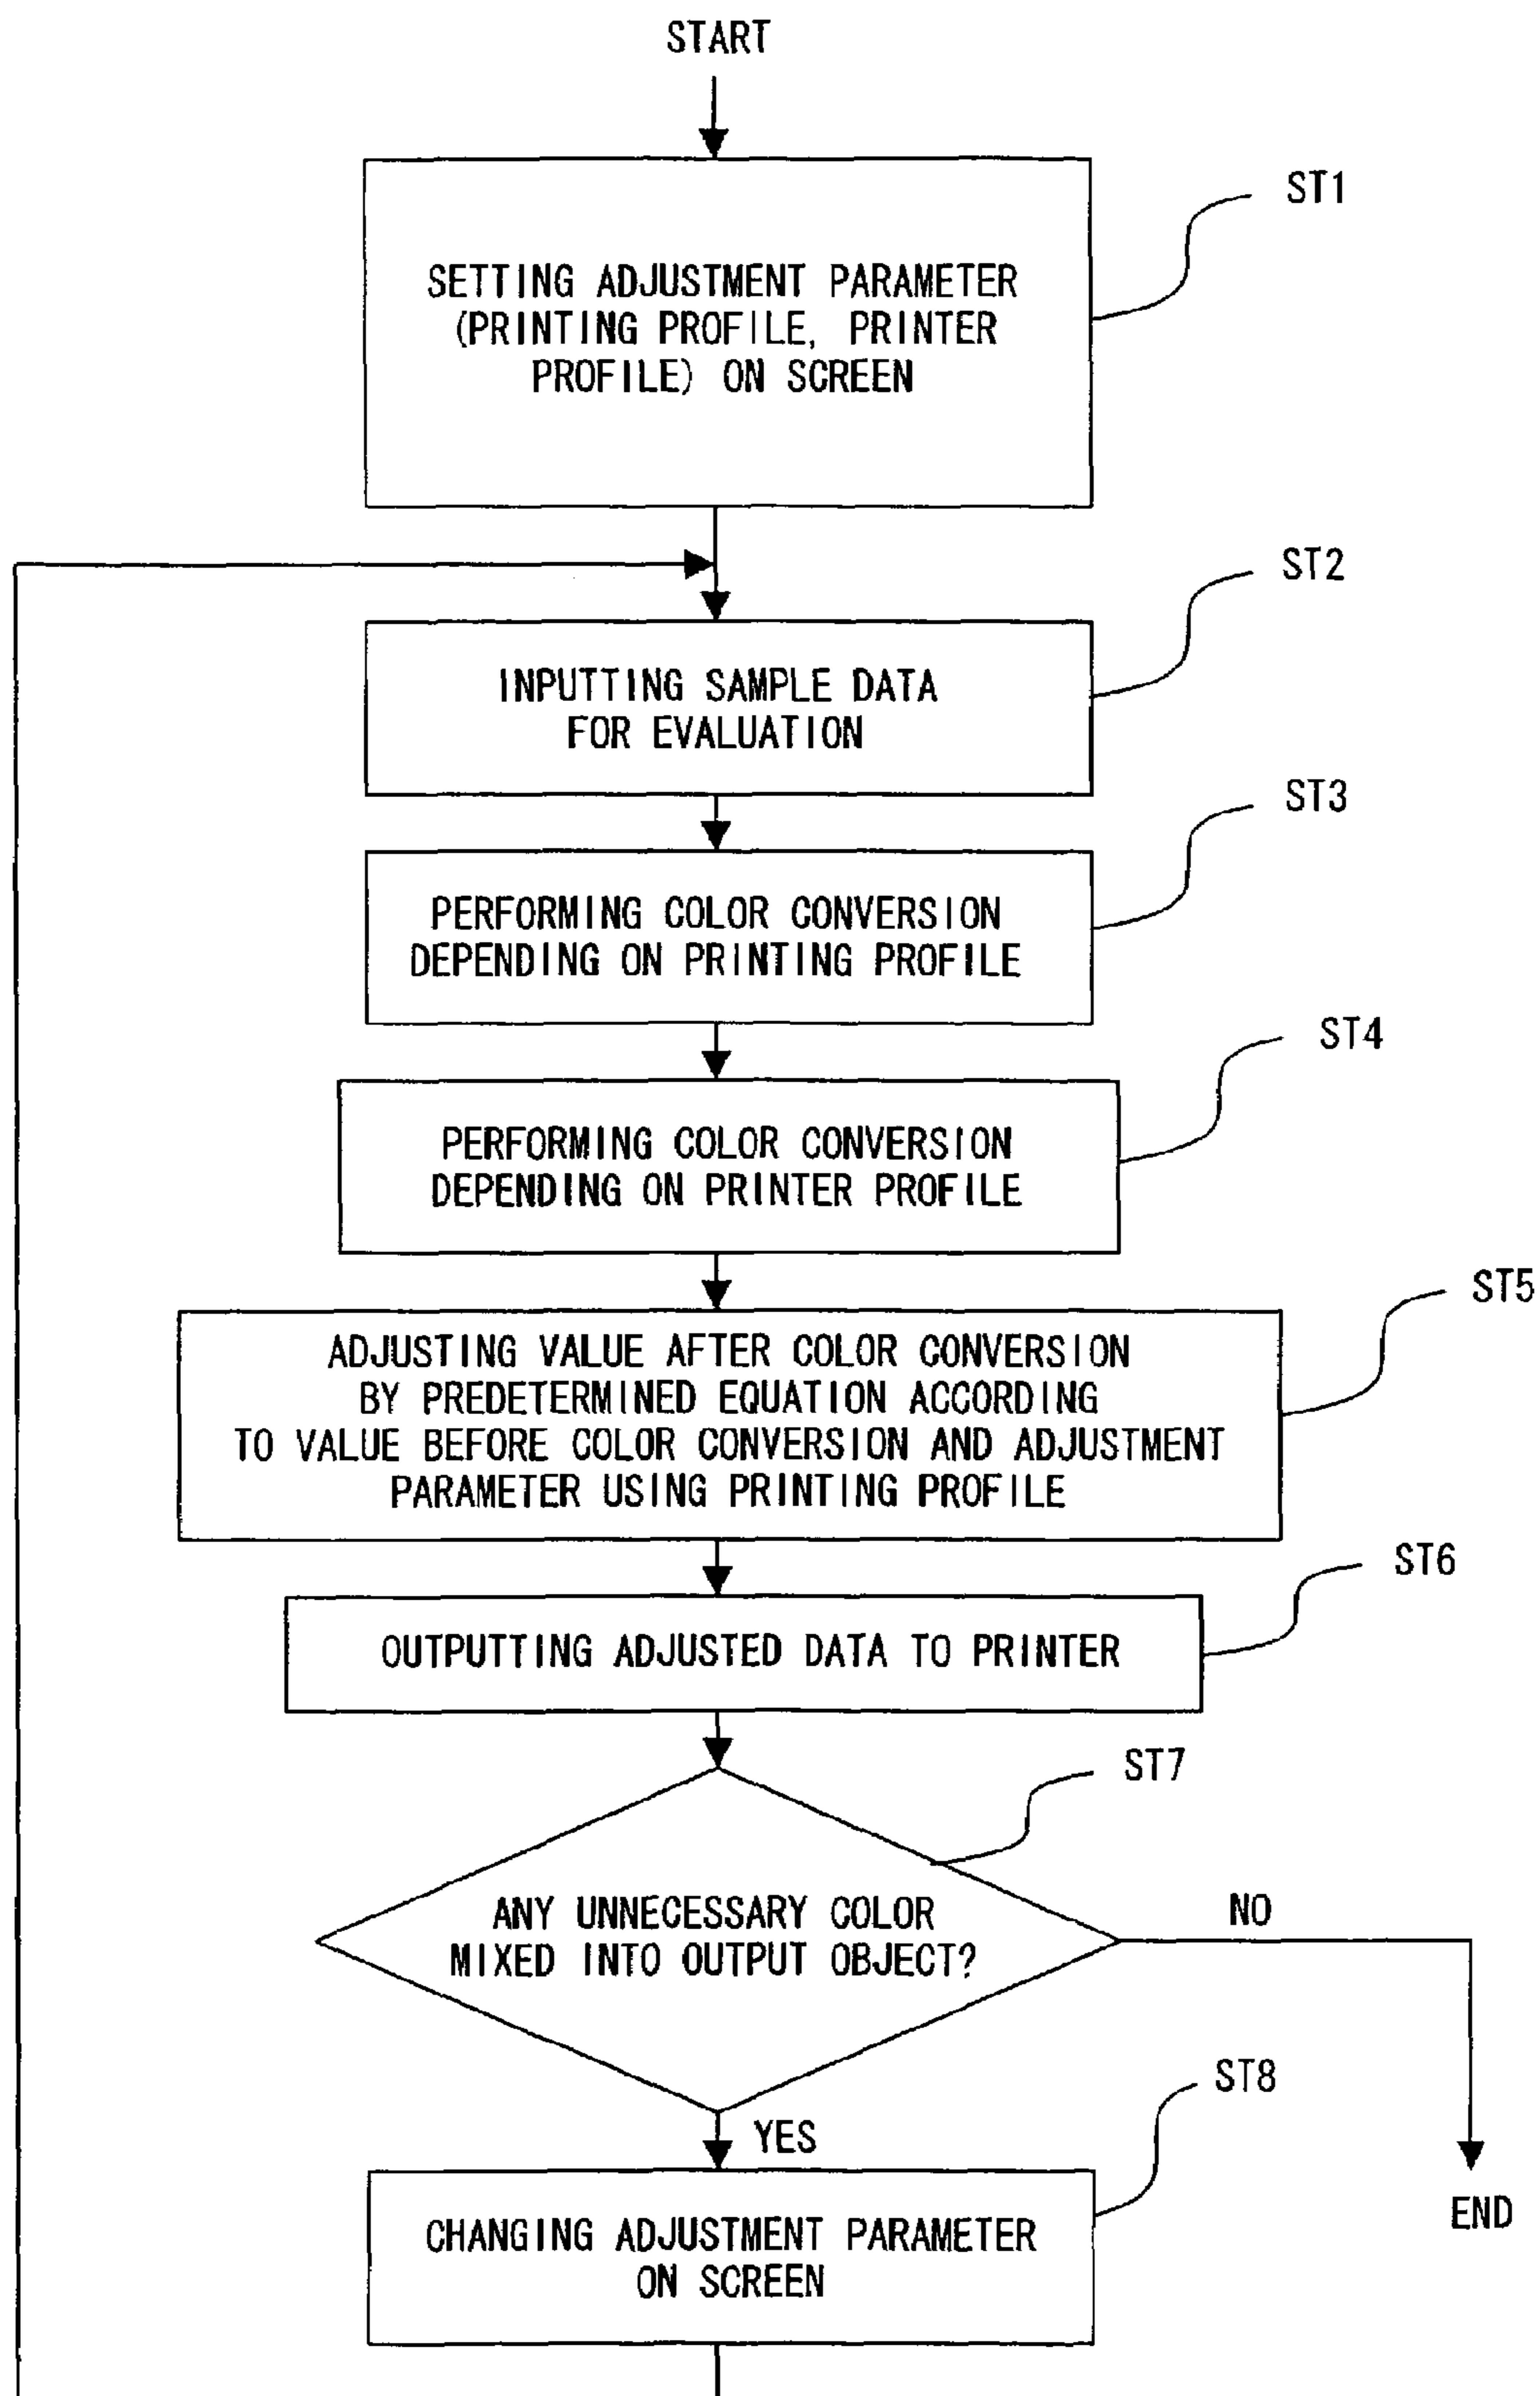 START
ST1
SETTING ADJUSTMENT PARAMETER
(PRINTING PROFILE, PRINTER
PROFILE) ON SCREEN
ST2
INPUTTING SAMPLE DATA
FOR EVALUATION
ST3
PERFORMING COLOR CONVERSION
DEPENDING ON PRINTING PROFILE
ST4
PERFORMING COLOR CONVERSION
DEPENDING ON PRINTER PROFILE
ST5
ADJUSTING VALUE AFTER COLOR CONVERSION
BY PREDETERMINED EQUATION ACCORDING
TO VALUE BEFORE COLOR CONVERSION AND ADJUSTMENT
PARAMETER USING PRINTING PROFILE
ST6
OUTPUTTING ADJUSTED DATA TO PRINTER
ST7
ANY UNNECESSARY COLOR
MIXED INTO OUTPUT OBJECT?
NO
ST8
YES
CHANGING ADJUSTMENT PARAMETER
ON SCREEN
END